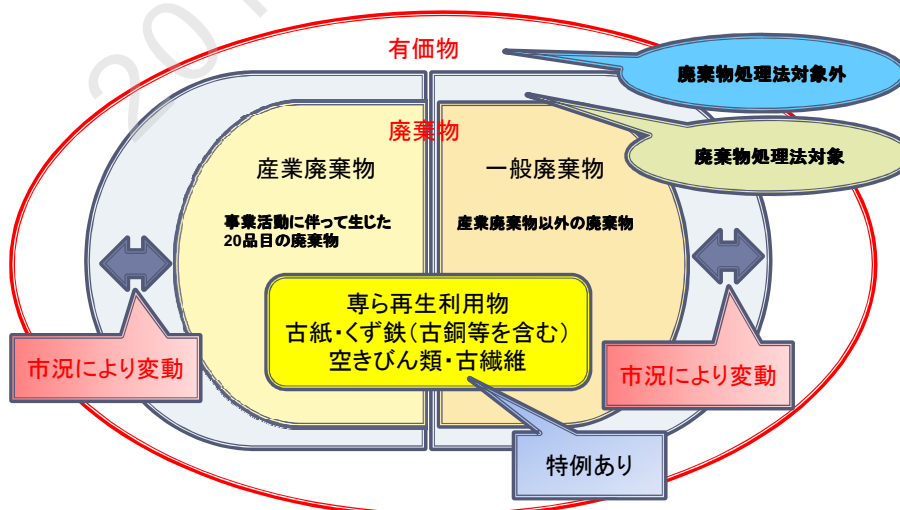 有価物
廃棄物処理法対象外
廃棄物
廃棄物処理法対象
産業廃棄物
一般廃棄物
事業活動に伴って生じた
20品目の廃棄物
産業廃棄物以外の廃棄物
専ら再生利用物
古紙・くず鉄(古銅等を含む)
空きびん類・古繊維
市況により変動
市況により変動
特例あり